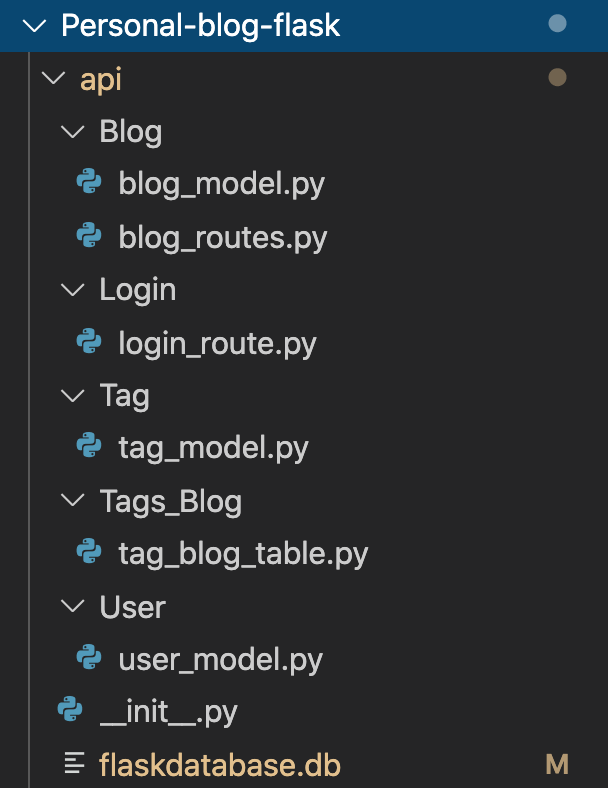 Personal-blog-flask
api
Blog
blog_model.py
blog_routes.py
Login
login_route.py
Tag
tag_model.py
Tags_Blog
tag_blog_table.py
User
user_model.py
__init__.py
flaskdatabase.db M